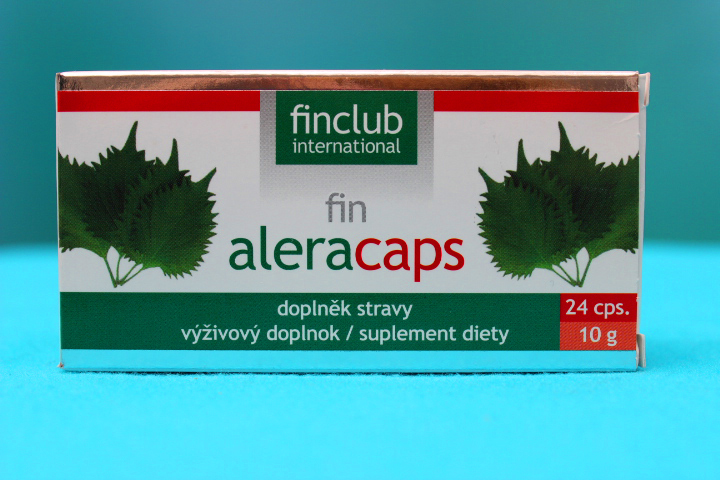 finclub
international
fin
aleracaps
doplněk stravy
výživový doplnok / suplement diety
24 cps.
10 g